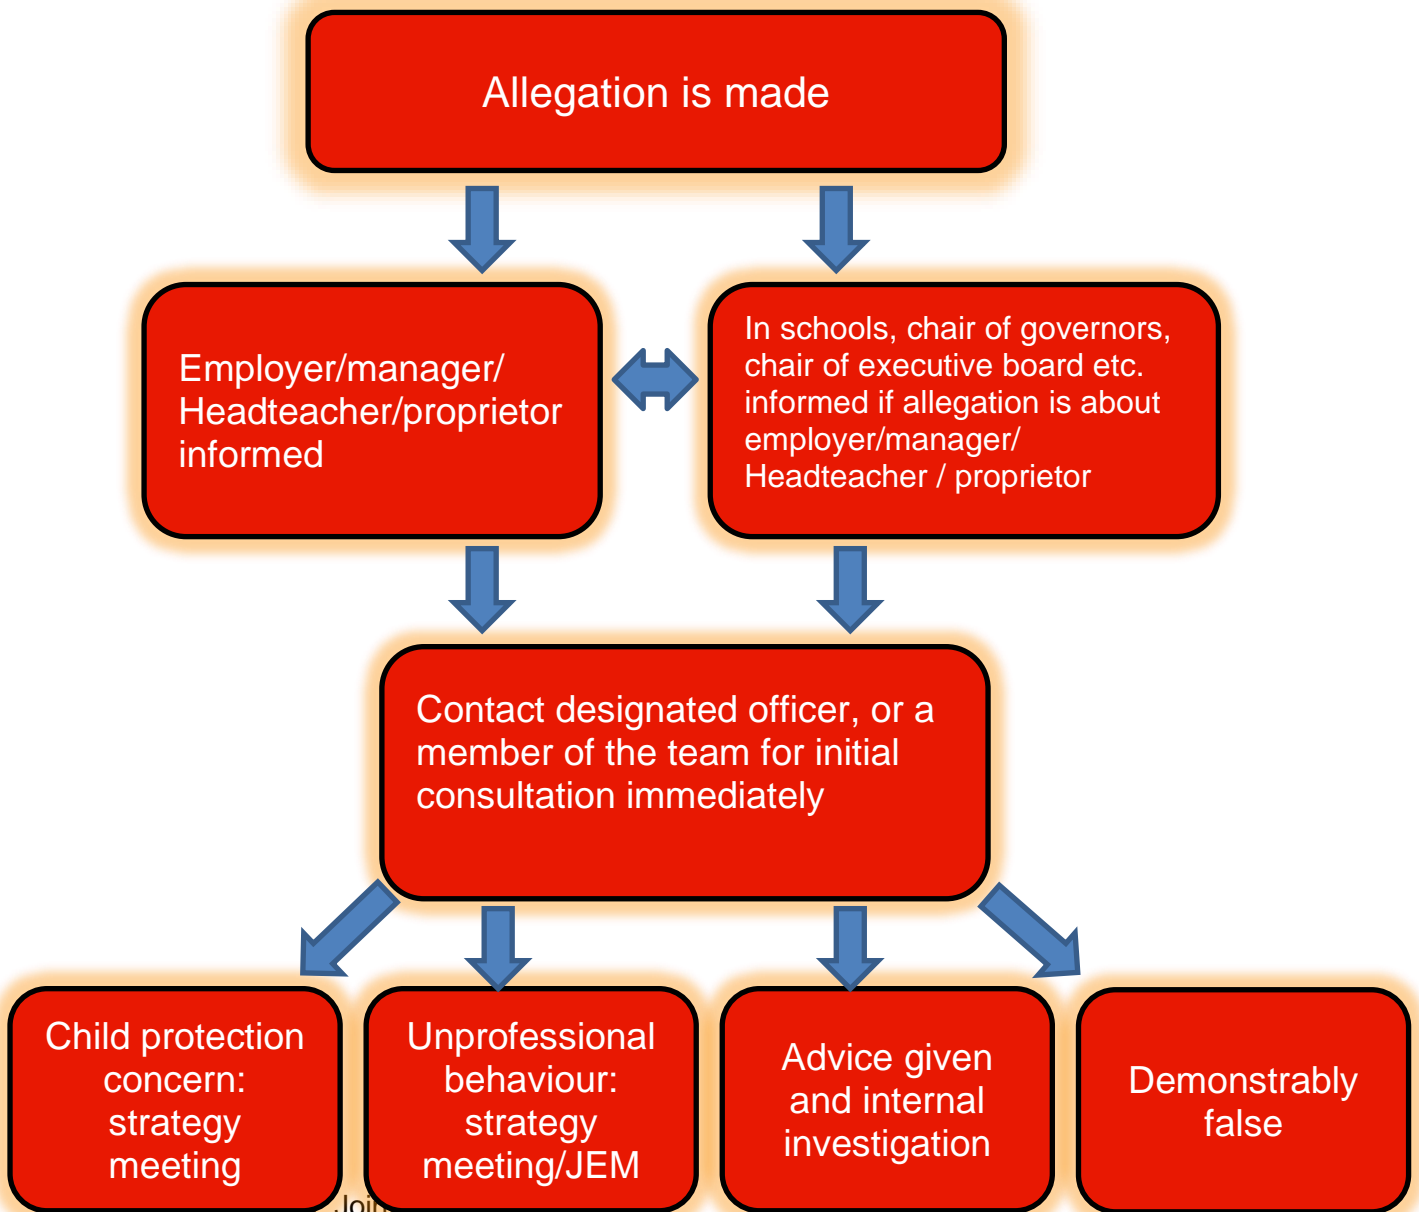 Allegation is made
Employer/manager/
Headteacher/proprietor
informed
In schools, chair of governors,
chair of executive board etc.
informed if allegation is about
employer/manager/
Headteacher / proprietor
Contact designated officer, or a
member of the team for initial
consultation immediately
Child protection
concern:
strategy
meeting
Unprofessional
behaviour:
strategy
meeting/JEM
Advice given
and internal
investigation
Demonstrably
false